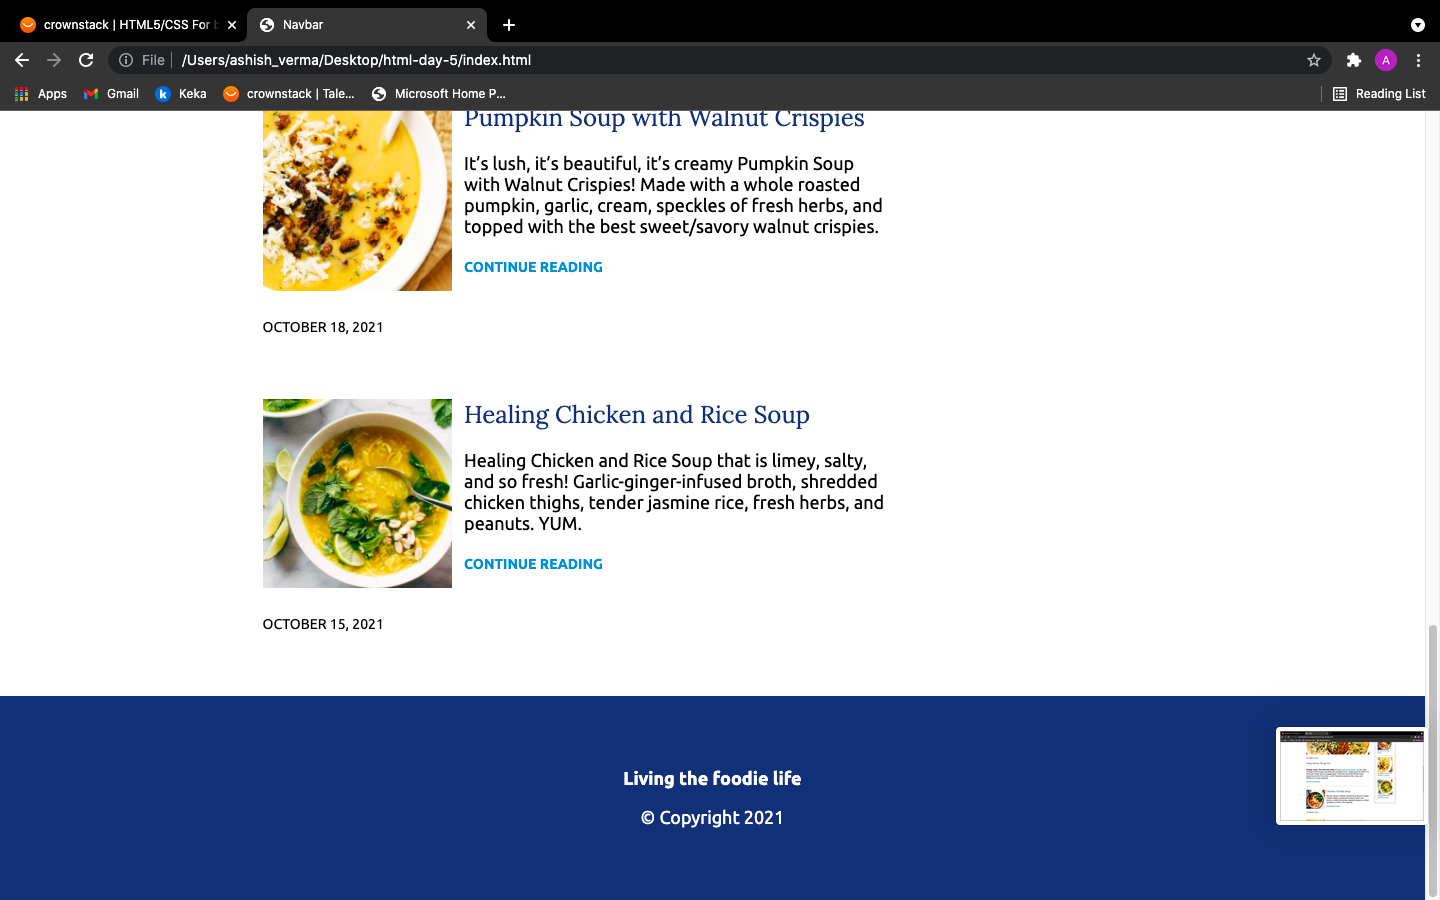 crownstack | HTML5/CSS For b
Navbar
File
/Users/ashish_verma/Desktop/html-day-5/index.html
A
Apps
Gmail
k
Keka
crownstack | Tale...
Microsoft Home P...
Reading List
Pumpkin Soup with Walnut Crispies
It’s lush, it’s beautiful, it’s creamy Pumpkin Soup
with Walnut Crispies! Made with a whole roasted
pumpkin, garlic, cream, speckles of fresh herbs, and
topped with the best sweet/savory walnut crispies.
CONTINUE READING
OCTOBER 18, 2021
Healing Chicken and Rice Soup
Healing Chicken and Rice Soup that is limey, salty,
and so fresh! Garlic-ginger-infused broth, shredded
chicken thighs, tender jasmine rice, fresh herbs, and
peanuts. YUM.
CONTINUE READING
OCTOBER 15, 2021
Living the foodie life
© Copyright 2021